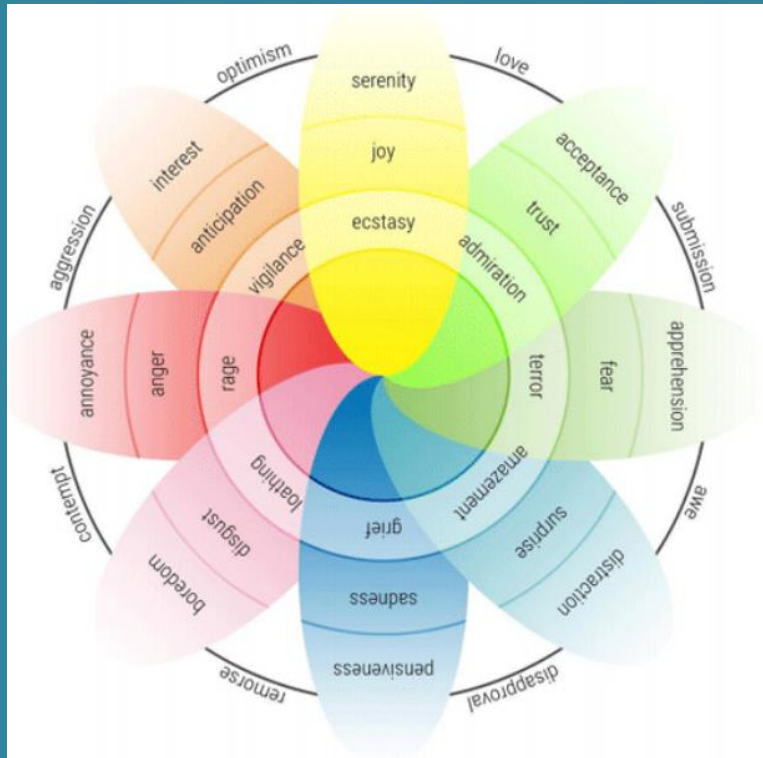 optimism
love
serenity
joy
ecstasy
interest
anticipation
vigilance
acceptance
trust
admiration
aggression
submission
annoyance
anger
rage
terror
fear
apprehension
loathing
disgust
boredom
amazement
surprise
distraction
grief
sadness
pensiveness
contempt
awe
remorse
disapproval